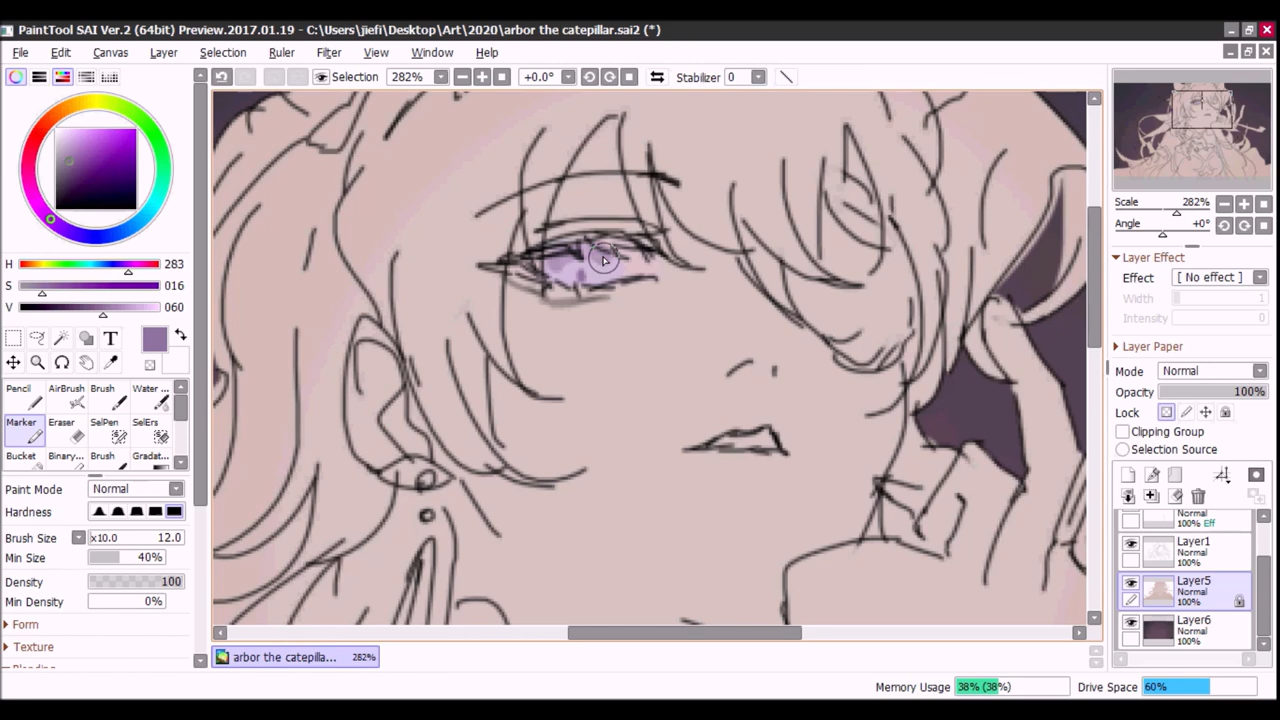 PaintTool SAI Ver.2 (64bit) Preview.2017.01.19 - C:\Users\jiefi\Desktop\Art\2020\arbor the catepillar.sai2 (*)
File Edit Canvas Layer Selection Ruler Filter View Window Help
Selection 282% +0.0° Stabilizer 0
H 283
S 016
V 060
T
Pencil AirBrush Brush Water ...
Marker Eraser SelPen SelErs
Bucket Binary... Brush Gradat...
Paint Mode Normal
Hardness
Brush Size x10.0 12.0
Min Size 40%
Density 100
Min Density 0%
Form
Texture
Blending
arbor the catepilla... 282%
Scale 282%
Angle +0°
Layer Effect
Effect [ No effect ]
Width 1
Intensity 0
Layer Paper
Mode Normal
Opacity 100%
Lock
Clipping Group
Selection Source
Normal
100% Eff
Layer1
Normal
100%
Layer5
Normal
100%
Layer6
Normal
100%
Memory Usage 38% (38%) Drive Space 60%